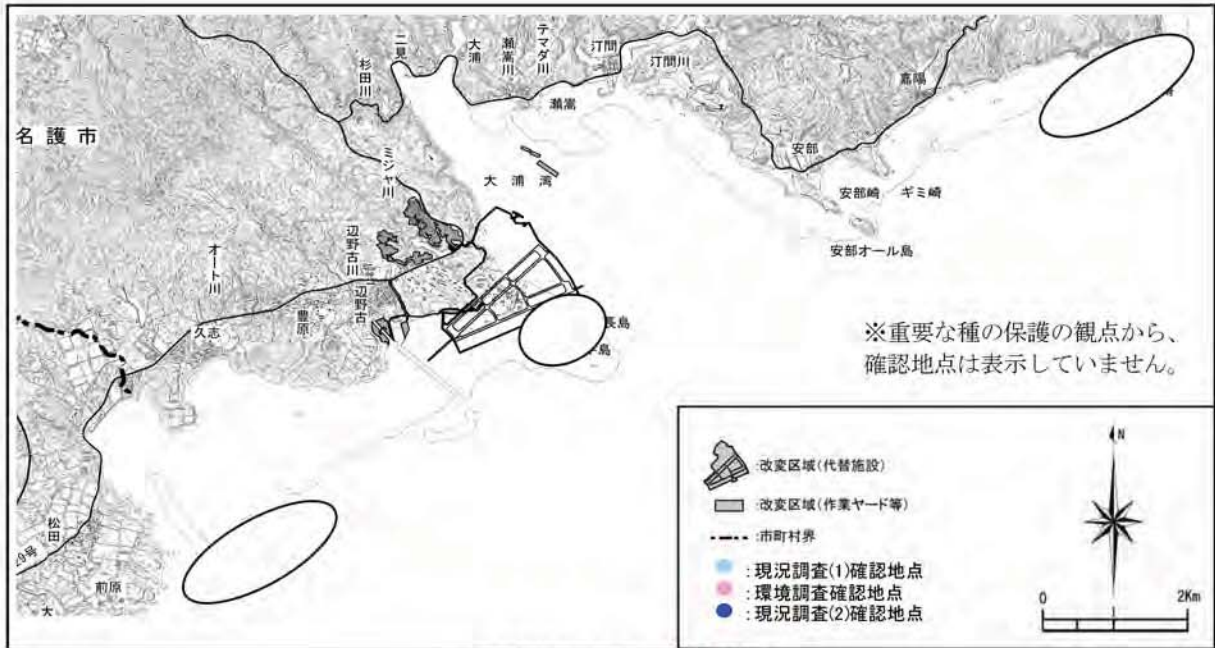 二見
大浦
瀬嵩川
テマダ川
汀間
杉田川
汀間川
嘉陽
瀬嵩
名護市
ミジャ川
安部
大浦湾
安部崎
ギミ崎
安部オール島
辺野古川
オート川
辺野古
豊原
久志
長島
島
※重要な種の保護の観点から、
確認地点は表示していません。
松田
29号
前原
大
:改変区域(代替施設)
:改変区域(作業ヤード等)
:市町村界
:現況調査(1)確認地点
:環境調査確認地点
:現況調査(2)確認地点
N
0 2Km